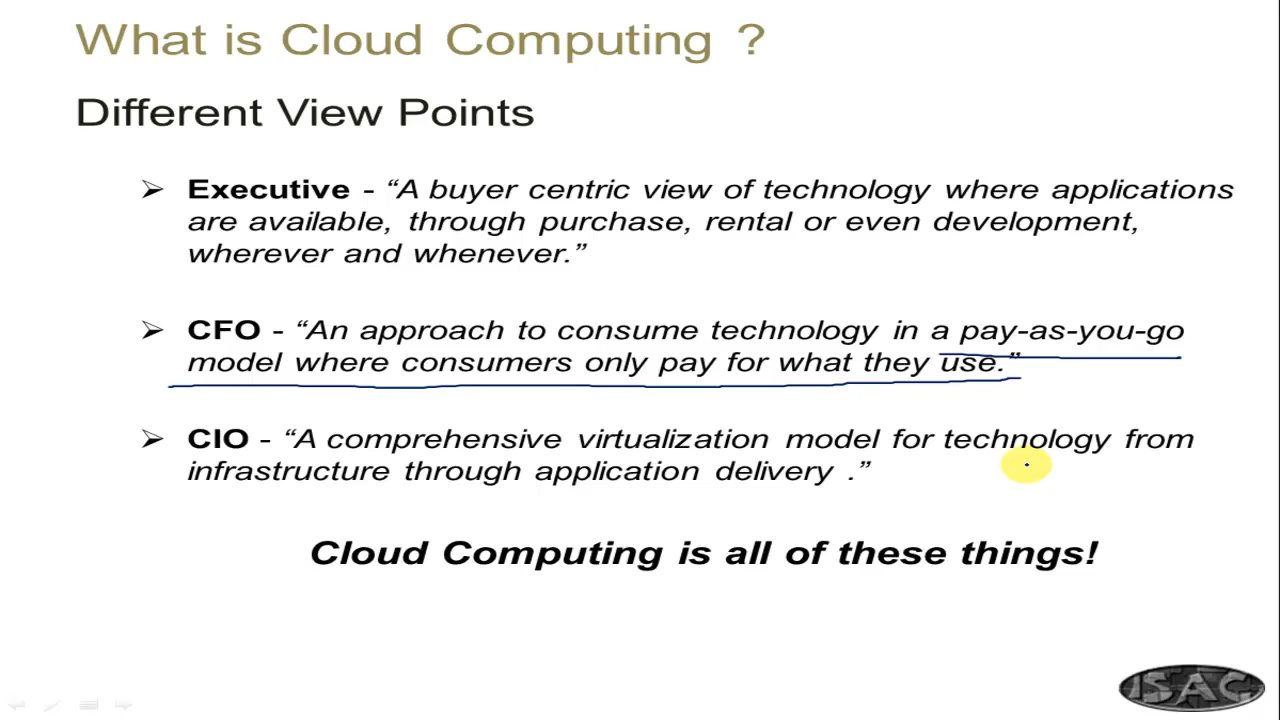 What is Cloud Computing ?
Different View Points
➢ Executive - “A buyer centric view of technology where applications
are available, through purchase, rental or even development,
wherever and whenever.”
➢ CFO - “An approach to consume technology in a pay-as-you-go
model where consumers only pay for what they use.”
➢ CIO - “A comprehensive virtualization model for technology from
infrastructure through application delivery .”
Cloud Computing is all of these things!
ISAC